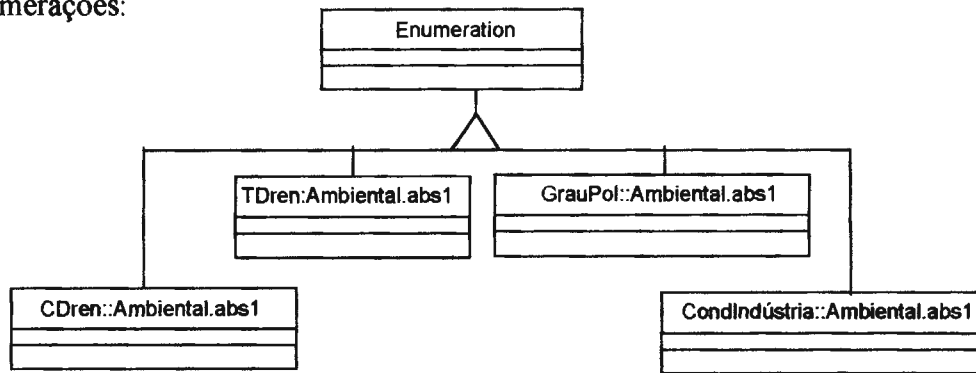 merações:
Enumeration
TDren:Ambiental.abs1
GrauPol::Ambiental.abs1
CDren::Ambiental.abs1
CondIndústria::Ambiental.abs1